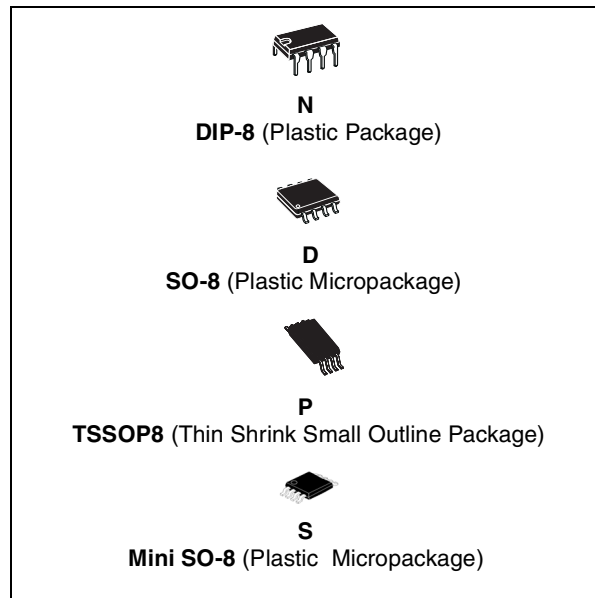 N
DIP-8 (Plastic Package)
D
SO-8 (Plastic Micropackage)
P
TSSOP8 (Thin Shrink Small Outline Package)
S
Mini SO-8 (Plastic Micropackage)